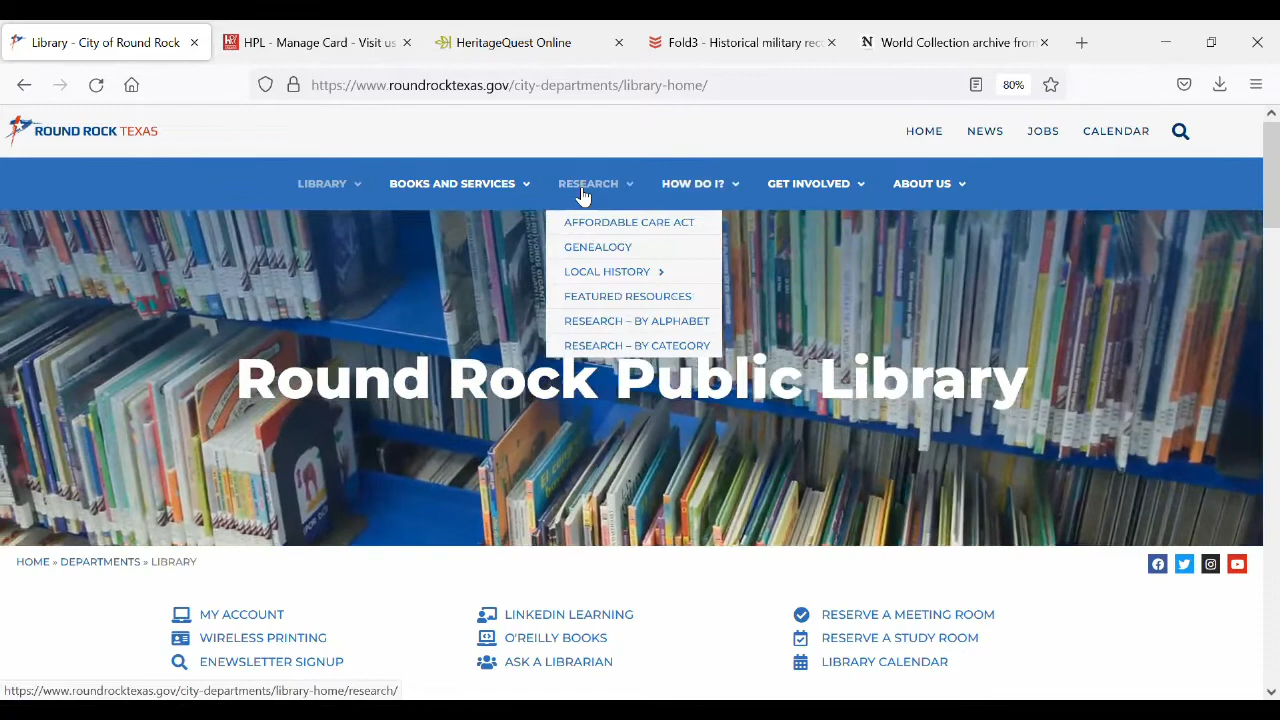 Library - City of Round Rock
HPL - Manage Card - Visit us
HeritageQuest Online
Fold3 - Historical military rec
World Collection archive from
https://www.roundrocktexas.gov/city-departments/library-home/
80%
ROUND ROCK TEXAS
HOME NEWS JOBS CALENDAR
LIBRARY BOOKS AND SERVICES RESEARCH HOW DO I? GET INVOLVED ABOUT US
AFFORDABLE CARE ACT
GENEALOGY
LOCAL HISTORY
FEATURED RESOURCES
RESEARCH – BY ALPHABET
RESEARCH – BY CATEGORY
Round Rock Public Library
HOME » DEPARTMENTS » LIBRARY
MY ACCOUNT
WIRELESS PRINTING
ENEWSLETTER SIGNUP
LINKEDIN LEARNING
O'REILLY BOOKS
ASK A LIBRARIAN
RESERVE A MEETING ROOM
RESERVE A STUDY ROOM
LIBRARY CALENDAR
https://www.roundrocktexas.gov/city-departments/library-home/research/